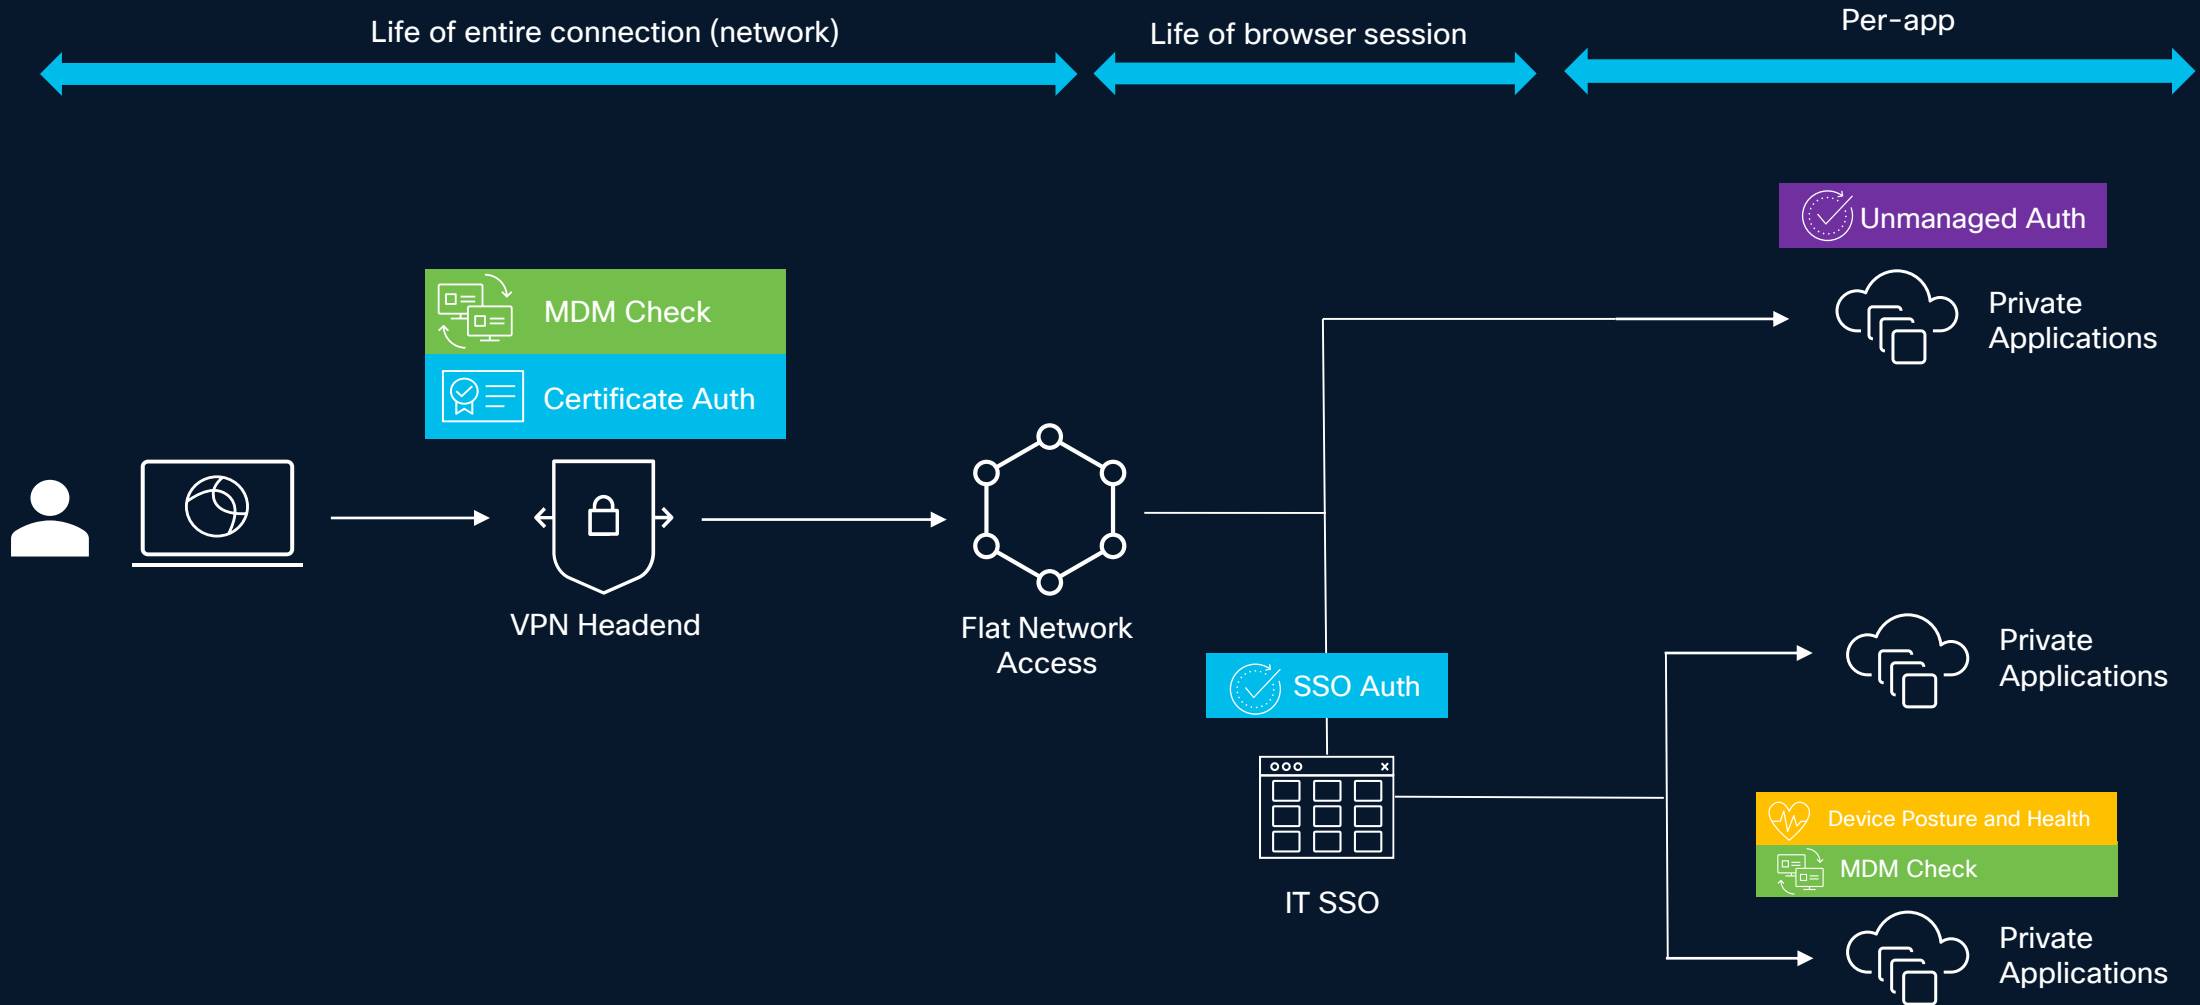 Life of entire connection (network)
Life of browser session
Per-app
Unmanaged Auth
Private
Applications
MDM Check
Certificate Auth
VPN Headend
Flat Network
Access
SSO Auth
IT SSO
Private
Applications
Device Posture and Health
MDM Check
Private
Applications